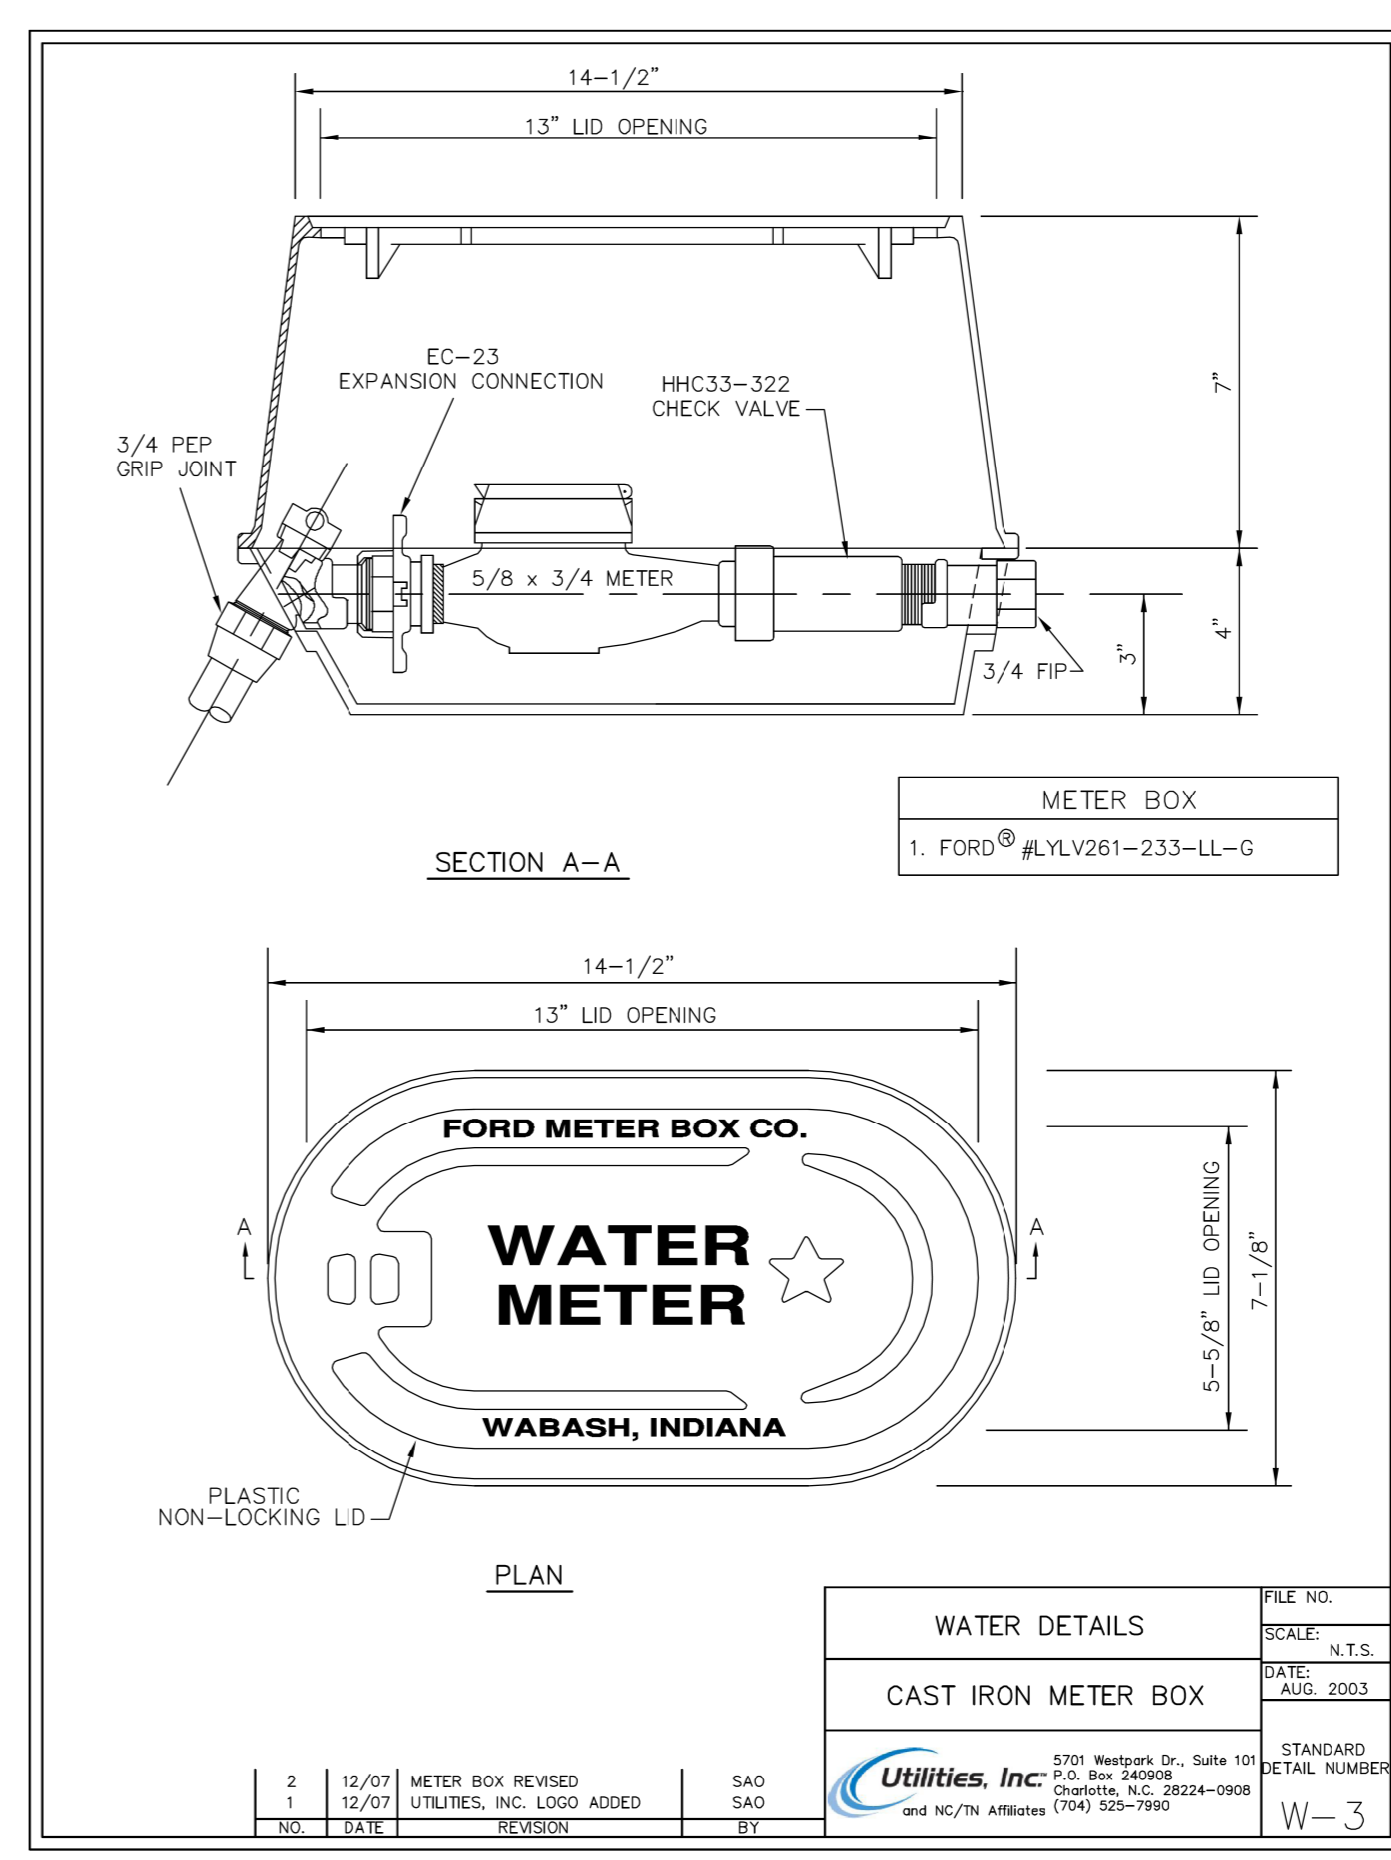 14-1/2"
13" LID OPENING
EC-23
EXPANSION CONNECTION
HHC33-322
CHECK VALVE
7"
3/4 PEP
GRIP JOINT
5/8 x 3/4 METER
3/4 FIP
3"
4"
METER BOX
1. FORD® #LYLV261-233-LL-G
SECTION A-A
14-1/2"
13" LID OPENING
FORD METER BOX CO.
A
A
WATER
METER
5-5/8" LID OPENING
7-1/8"
WABASH, INDIANA
PLASTIC
NON-LOCKING LID
PLAN
WATER DETAILS
CAST IRON METER BOX
FILE NO.
SCALE:
N.T.S.
DATE:
AUG. 2003
Utilities, Inc.™
and NC/TN Affiliates
5701 Westpark Dr., Suite 101
P.O. Box 240908
Charlotte, N.C. 28224-0908
(704) 525-7990
STANDARD
DETAIL NUMBER
W-3
2 12/07 METER BOX REVISED SAO
1 12/07 UTILITIES, INC. LOGO ADDED SAO
NO. DATE REVISION BY